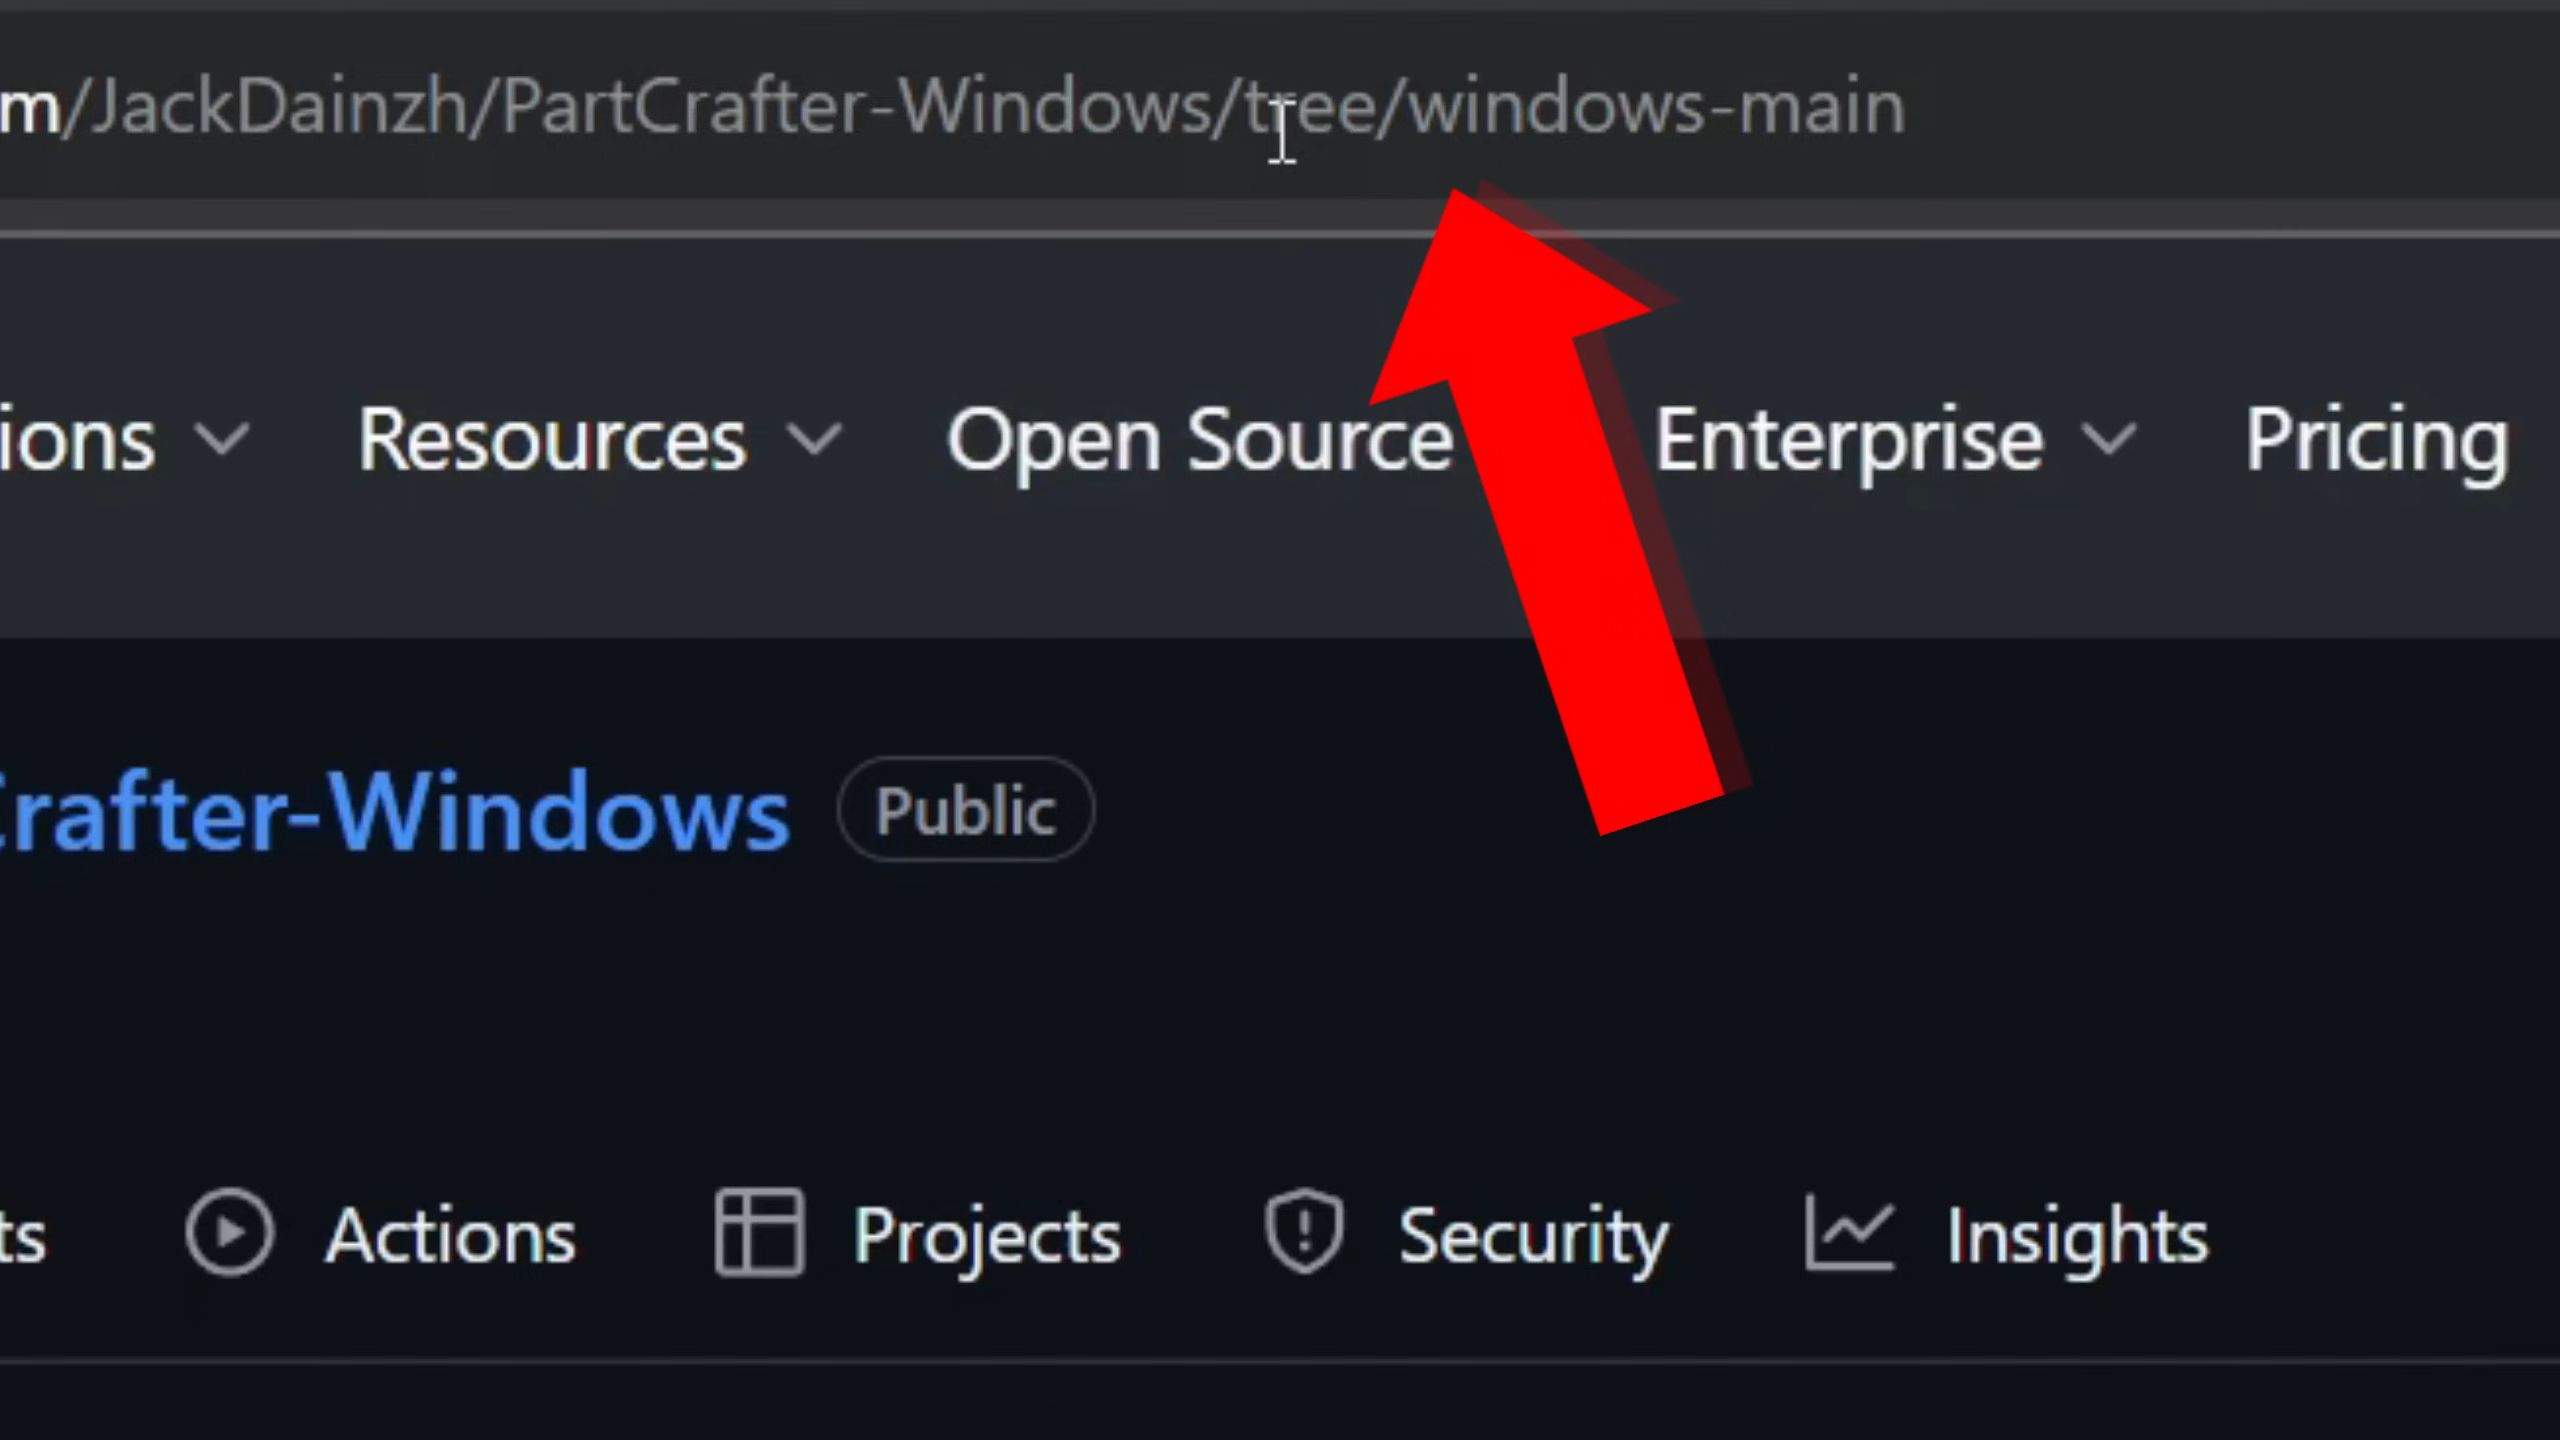 m/JackDainzh/PartCrafter-Windows/tree/windows-main
ions Resources Open Source Enterprise Pricing
Crafter-Windows Public
ts Actions Projects Security Insights